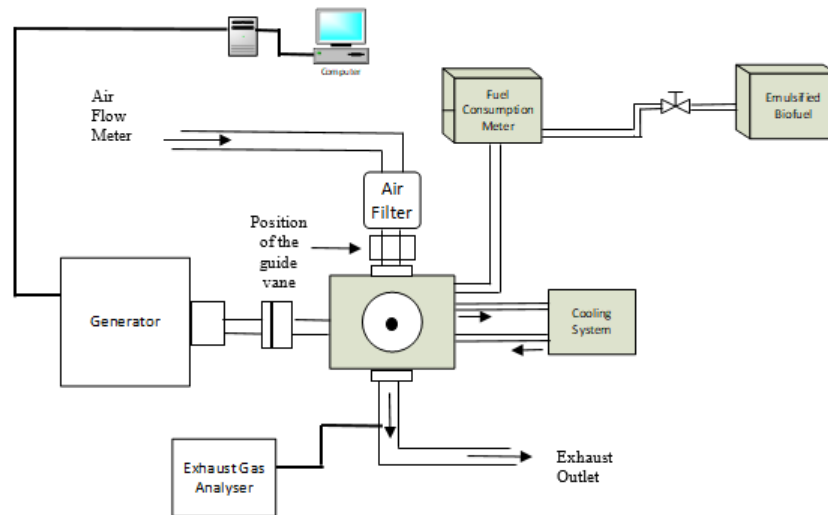 Computer
Air
Flow
Meter
Fuel
Consumption
Meter
Emulsified
Biofuel
Air
Filter
Position
of the
guide
vane
Generator
Cooling
System
Exhaust Gas
Analyser
Exhaust
Outlet